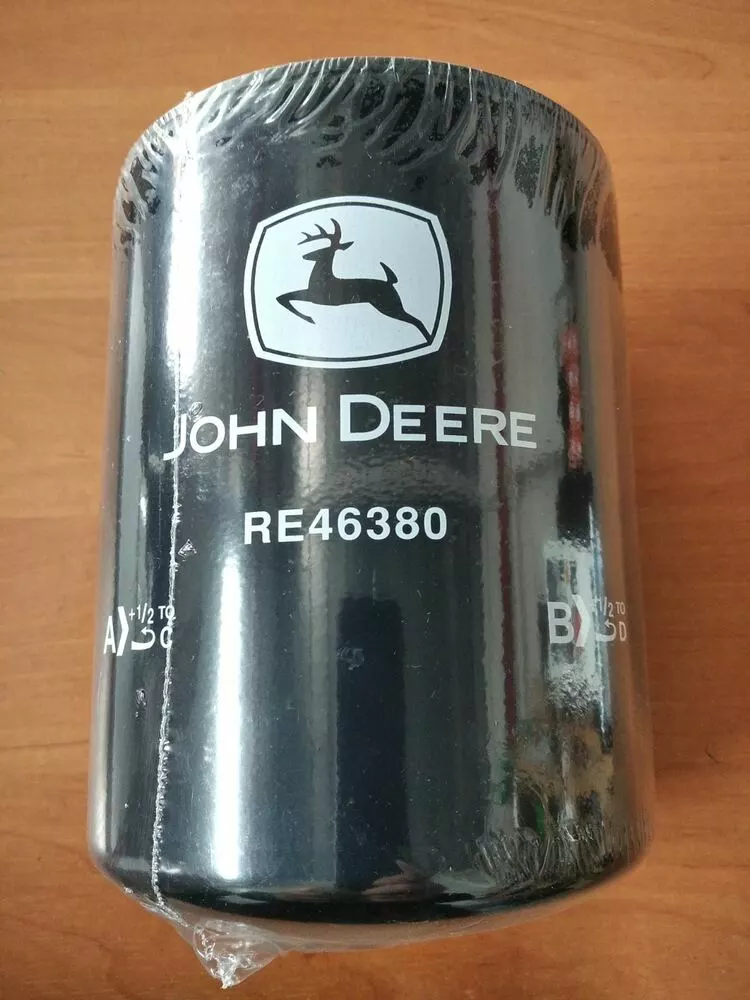 JOHN DEERE
RE46380
A +1/2 TO C
B +1/2 TO D